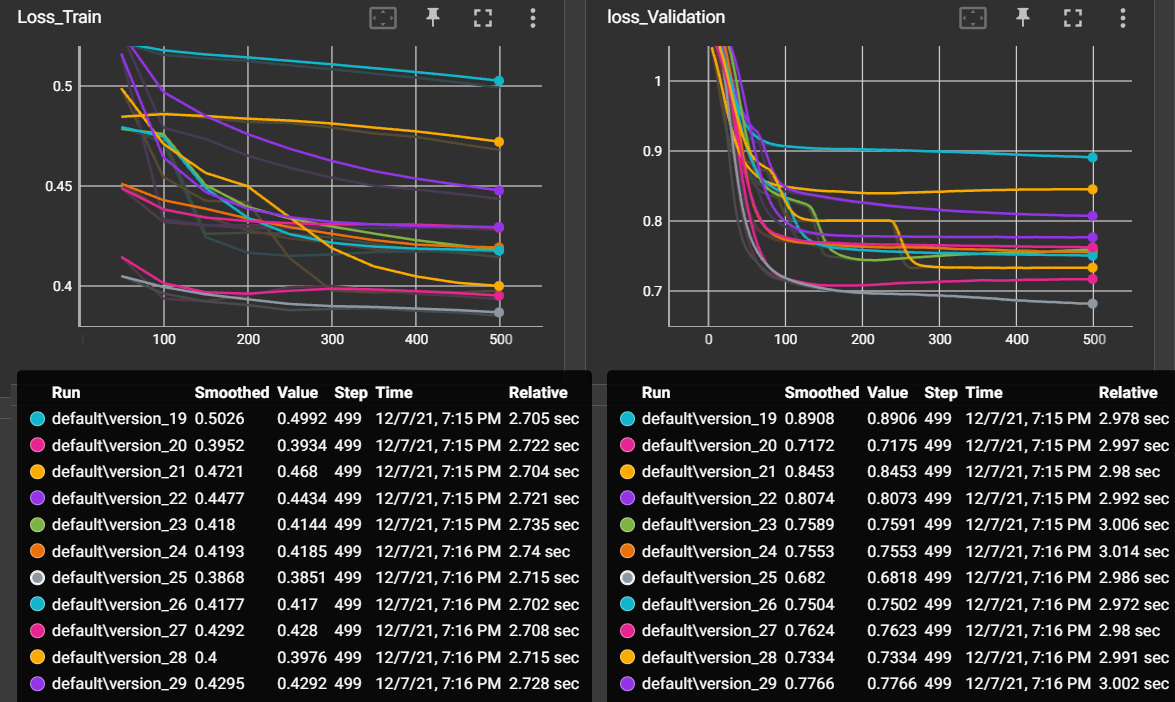 Loss_Train
0.5
0.45
0.4
100 200 300 400 500
Run Smoothed Value Step Time Relative
default\version_19 0.5026 0.4992 499 12/7/21, 7:15 PM 2.705 sec
default\version_20 0.3952 0.3934 499 12/7/21, 7:15 PM 2.722 sec
default\version_21 0.4721 0.468 499 12/7/21, 7:15 PM 2.704 sec
default\version_22 0.4477 0.4434 499 12/7/21, 7:15 PM 2.721 sec
default\version_23 0.418 0.4144 499 12/7/21, 7:15 PM 2.735 sec
default\version_24 0.4193 0.4185 499 12/7/21, 7:16 PM 2.74 sec
default\version_25 0.3868 0.3851 499 12/7/21, 7:16 PM 2.715 sec
default\version_26 0.4177 0.417 499 12/7/21, 7:16 PM 2.702 sec
default\version_27 0.4292 0.428 499 12/7/21, 7:16 PM 2.708 sec
default\version_28 0.4 0.3976 499 12/7/21, 7:16 PM 2.715 sec
default\version_29 0.4295 0.4292 499 12/7/21, 7:16 PM 2.728 sec
loss_Validation
1
0.9
0.8
0.7
0 100 200 300 400 500
Run Smoothed Value Step Time Relative
default\version_19 0.8908 0.8906 499 12/7/21, 7:15 PM 2.978 sec
default\version_20 0.7172 0.7175 499 12/7/21, 7:15 PM 2.997 sec
default\version_21 0.8453 0.8453 499 12/7/21, 7:15 PM 2.98 sec
default\version_22 0.8074 0.8073 499 12/7/21, 7:15 PM 2.992 sec
default\version_23 0.7589 0.7591 499 12/7/21, 7:15 PM 3.006 sec
default\version_24 0.7553 0.7553 499 12/7/21, 7:16 PM 3.014 sec
default\version_25 0.682 0.6818 499 12/7/21, 7:16 PM 2.986 sec
default\version_26 0.7504 0.7502 499 12/7/21, 7:16 PM 2.972 sec
default\version_27 0.7624 0.7623 499 12/7/21, 7:16 PM 2.98 sec
default\version_28 0.7334 0.7334 499 12/7/21, 7:16 PM 2.991 sec
default\version_29 0.7766 0.7766 499 12/7/21, 7:16 PM 3.002 sec